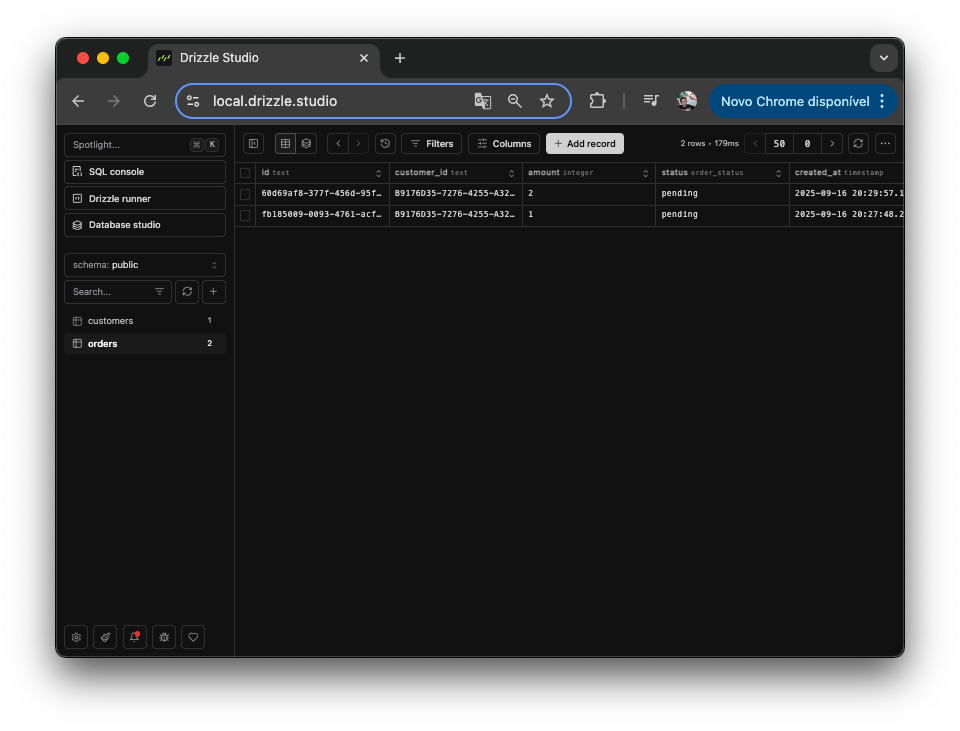 Drizzle Studio
local.drizzle.studio
Novo Chrome disponível
Spotlight... ⌘ K
SQL console
Drizzle runner
Database studio
schema: public
Search...
customers 1
orders 2
Filters Columns Add record 2 rows • 179ms 50 0
id text customer_id text amount integer status order_status created_at timestamp
60d69af8-377f-456d-95f… B9176D35-7276-4255-A32… 2 pending 2025-09-16 20:29:57.1
fb185009-0093-4761-acf… B9176D35-7276-4255-A32… 1 pending 2025-09-16 20:27:48.2